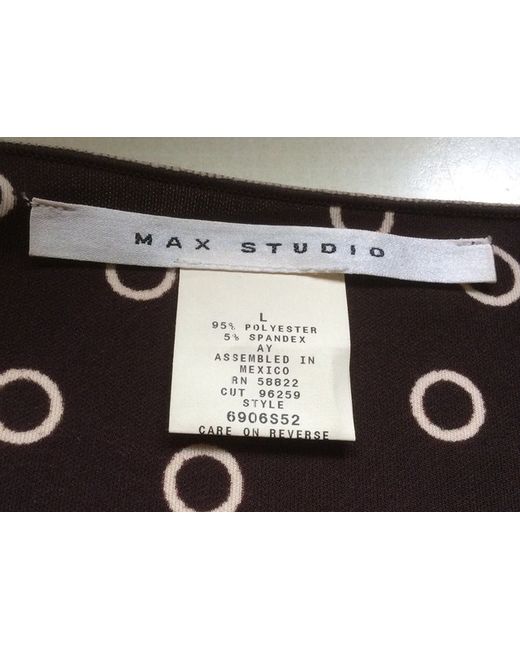 MAX STUDIO
L
95% POLYESTER
5% SPANDEX
AY
ASSEMBLED IN
MEXICO
RN 58822
CUT 96259
STYLE
6906S52
CARE ON REVERSE